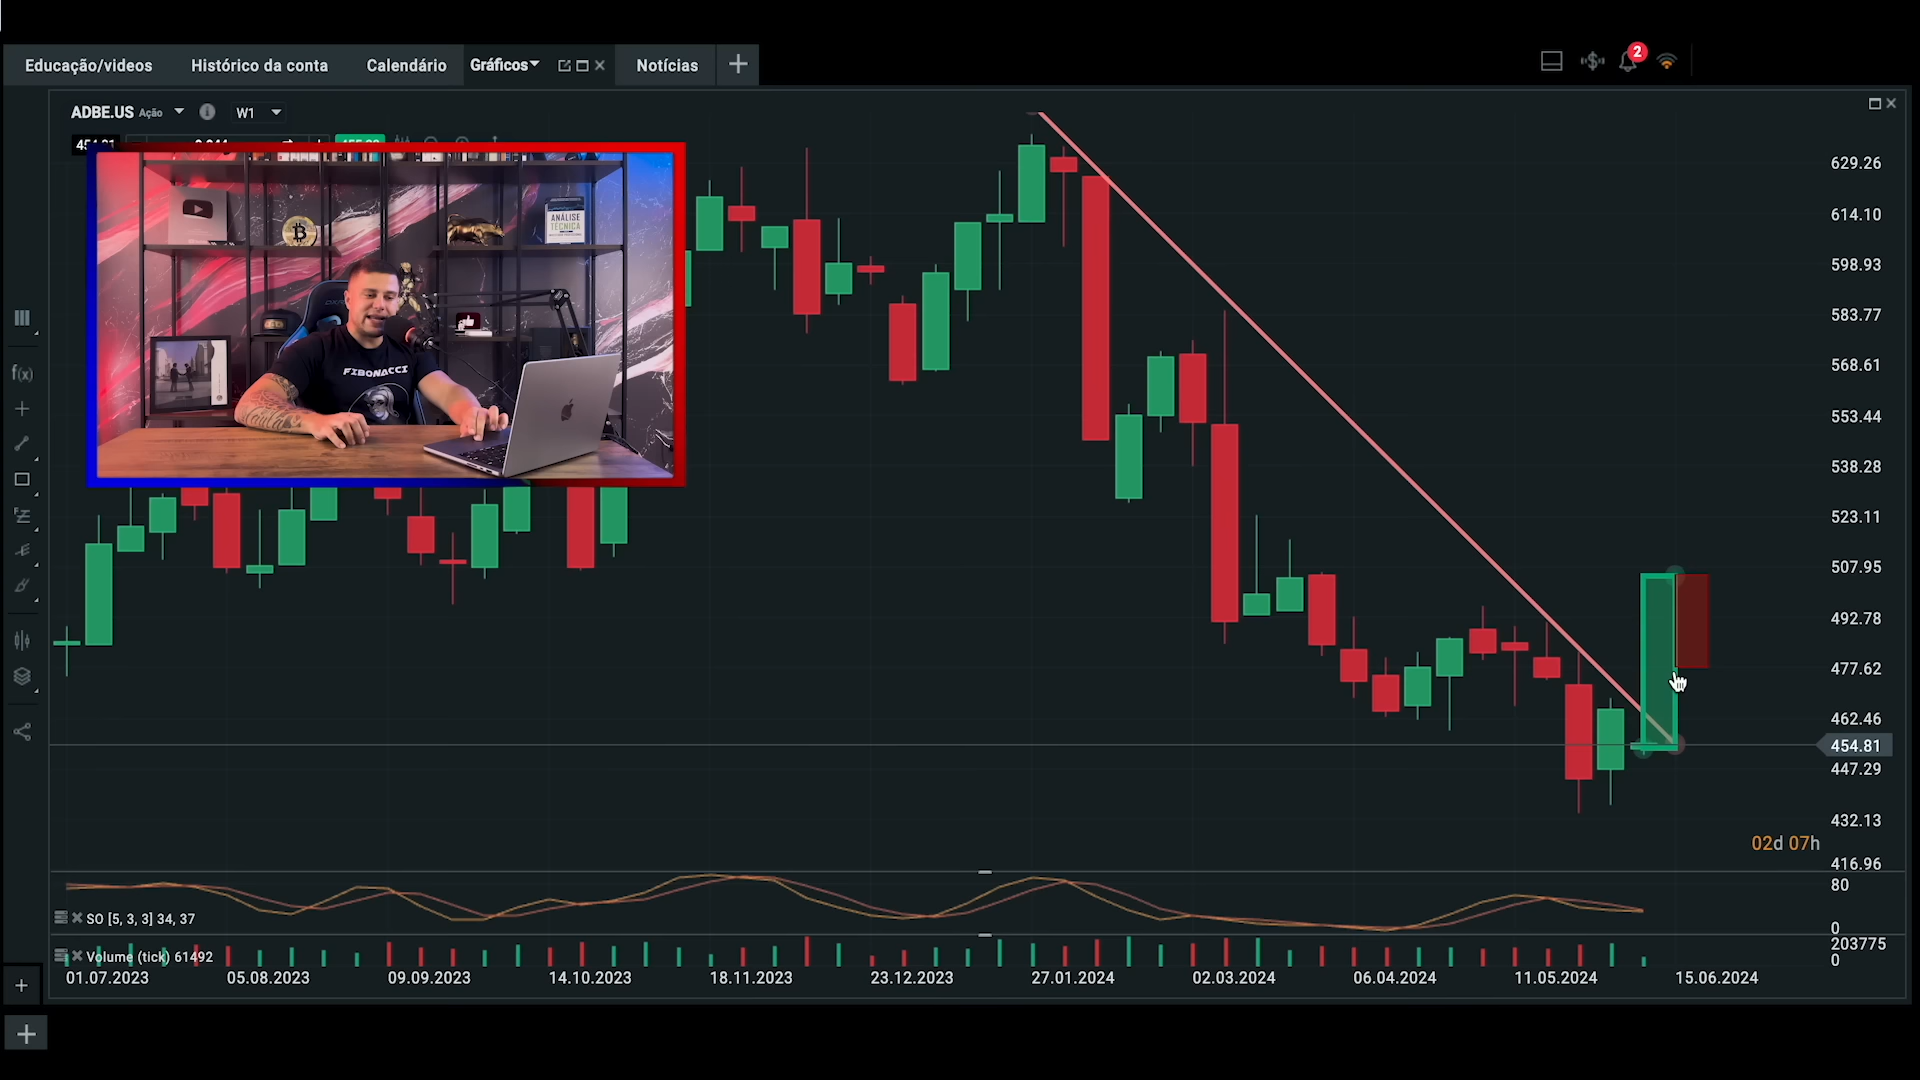 Educação/videos Histórico da conta Calendário Gráficos Notícias
2
ADBE.US Ação W1
629.26
614.10
598.93
583.77
568.61
553.44
538.28
523.11
507.95
492.78
477.62
462.46
454.81
447.29
432.13
416.96
ANÁLISE
TÉCNICA
FIBONACCI
f(x)
02d 07h
80
SO [5, 3, 3] 34, 37
0
203775
Volume (tick) 61492
0
01.07.2023 05.08.2023 09.09.2023 14.10.2023 18.11.2023 23.12.2023 27.01.2024 02.03.2024 06.04.2024 11.05.2024 15.06.2024